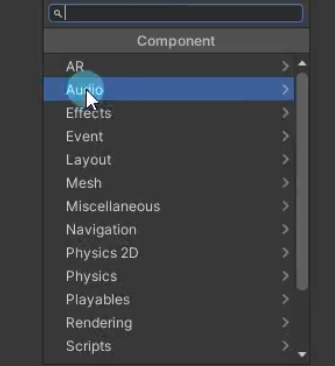 Component
AR
Audio
Effects
Event
Layout
Mesh
Miscellaneous
Navigation
Physics 2D
Physics
Playables
Rendering
Scripts